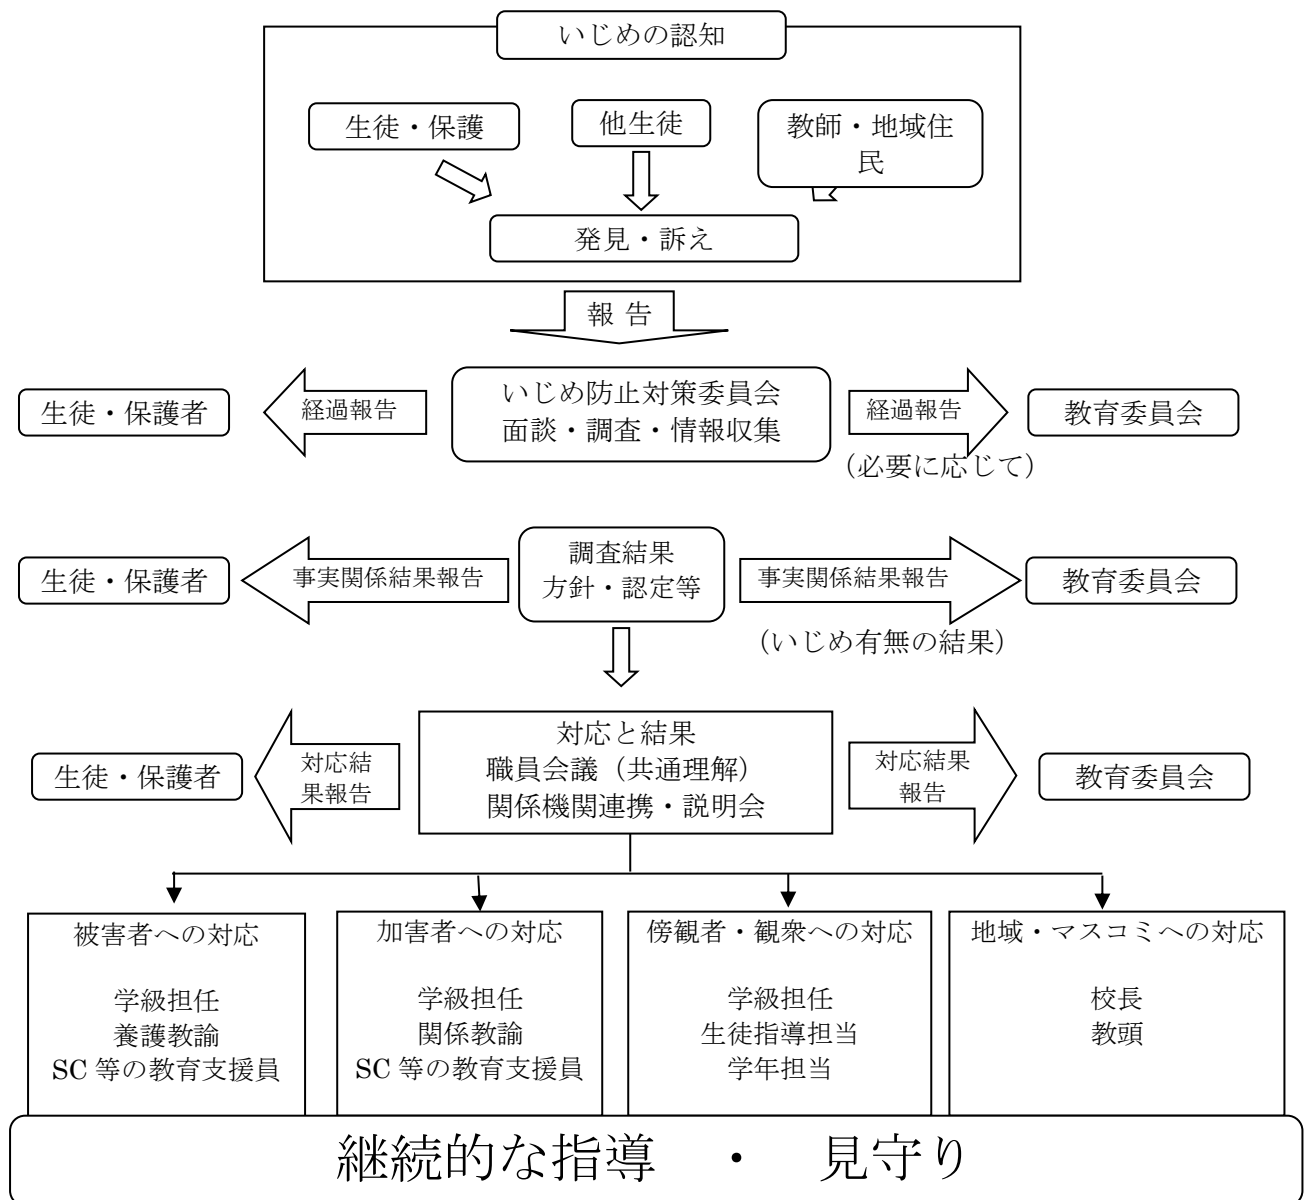 いじめの認知
生徒・保護
他生徒
教師・地域住
民
発見・訴え
報 告
生徒・保護者
経過報告
いじめ防止対策委員会
面談・調査・情報収集
経過報告
教育委員会
（必要に応じて）
生徒・保護者
事実関係結果報告
調査結果
方針・認定等
事実関係結果報告
教育委員会
（いじめ有無の結果）
生徒・保護者
対応結
果報告
対応と結果
職員会議（共通理解）
関係機関連携・説明会
対応結果
報告
教育委員会
被害者への対応
学級担任
養護教諭
SC 等の教育支援員
加害者への対応
学級担任
関係教諭
SC 等の教育支援員
傍観者・観衆への対応
学級担任
生徒指導担当
学年担当
地域・マスコミへの対応
校長
教頭
継続的な指導　・　見守り